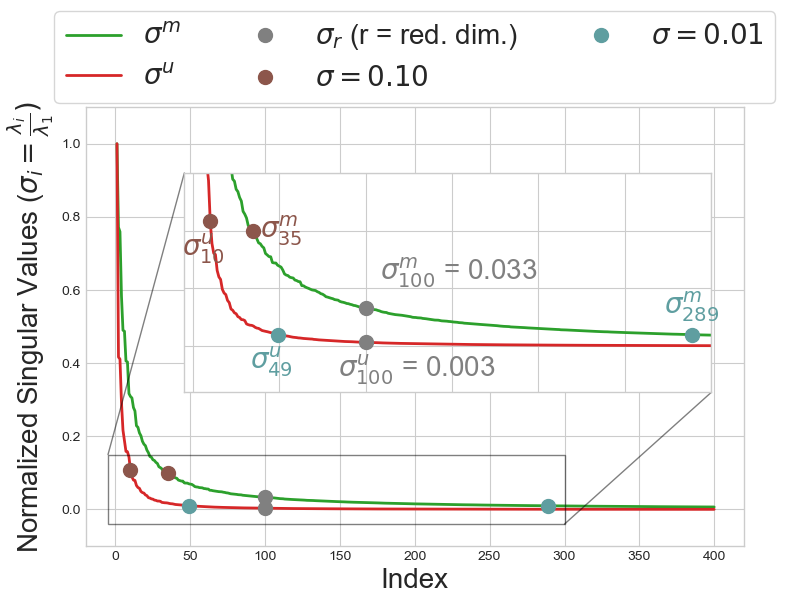 σ^m σ_r (r = red. dim.) σ = 0.01
σ^u σ = 0.10
Normalized Singular Values (σ_i = λ_i/λ_1)
1.0
0.8
0.6
0.4
0.2
0.0
σ^u_10
σ^m_35
σ^m_100 = 0.033
σ^m_289
σ^u_49
σ^u_100 = 0.003
0 50 100 150 200 250 300 350 400
Index